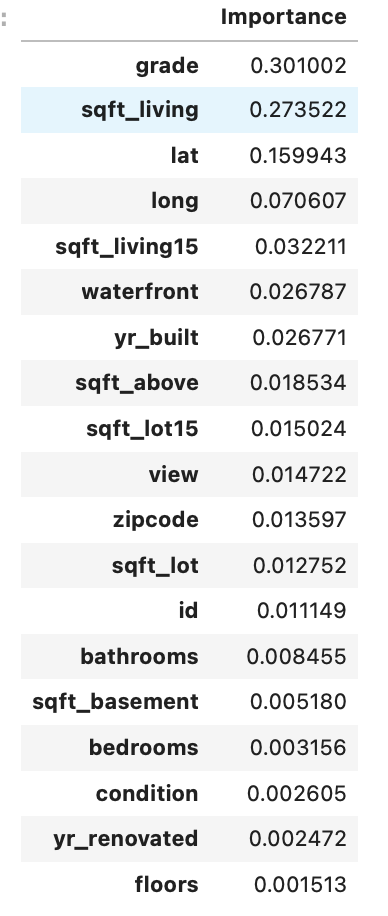 :
Importance
grade 0.301002
sqft_living 0.273522
lat 0.159943
long 0.070607
sqft_living15 0.032211
waterfront 0.026787
yr_built 0.026771
sqft_above 0.018534
sqft_lot15 0.015024
view 0.014722
zipcode 0.013597
sqft_lot 0.012752
id 0.011149
bathrooms 0.008455
sqft_basement 0.005180
bedrooms 0.003156
condition 0.002605
yr_renovated 0.002472
floors 0.001513